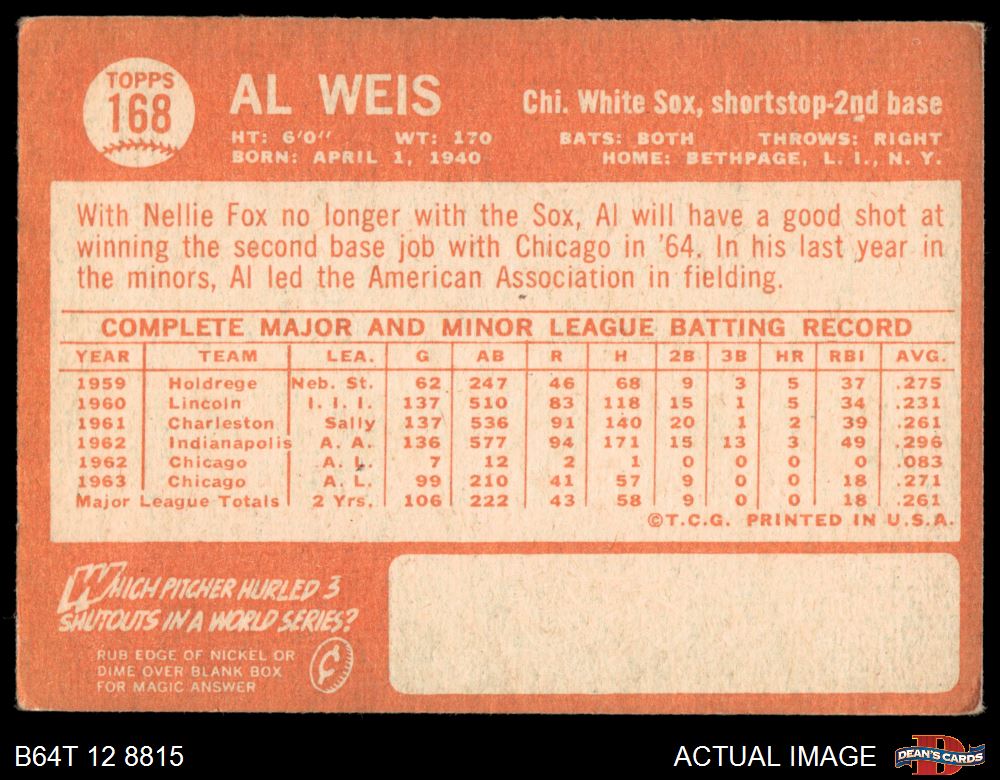 TOPPS
168
AL WEIS
Chi. White Sox, shortstop-2nd base
HT: 6'0" WT: 170 BATS: BOTH THROWS: RIGHT
BORN: APRIL 1, 1940 HOME: BETHPAGE, L. I., N. Y.
With Nellie Fox no longer with the Sox, Al will have a good shot at
winning the second base job with Chicago in '64. In his last year in
the minors, Al led the American Association in fielding.
COMPLETE MAJOR AND MINOR LEAGUE BATTING RECORD
YEAR TEAM LEA. G AB R H 2B 3B HR RBI AVG.
1959 Holdrege Neb. St. 62 247 46 68 9 3 5 37 .275
1960 Lincoln I. I. I. 137 510 83 118 15 1 5 34 .231
1961 Charleston Sally 137 536 91 140 20 1 2 39 .261
1962 Indianapolis A. A. 136 577 94 171 15 13 3 49 .296
1962 Chicago A. L. 7 12 2 1 0 0 0 0 .083
1963 Chicago A. L. 99 210 41 57 9 0 0 18 .271
Major League Totals 2 Yrs. 106 222 43 58 9 0 0 18 .261
©T.C.G. PRINTED IN U.S.A.
WHICH PITCHER HURLED 3
SHUTOUTS IN A WORLD SERIES?
RUB EDGE OF NICKEL OR
DIME OVER BLANK BOX
FOR MAGIC ANSWER
¢
B64T 12 8815
ACTUAL IMAGE
D
DEAN'S CARDS